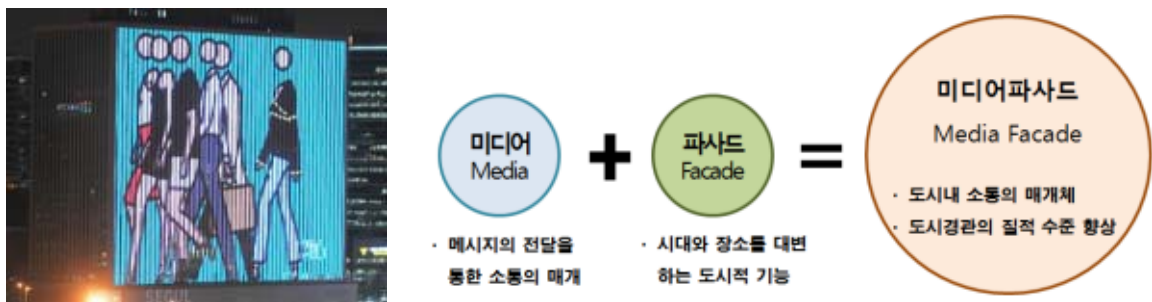 미디어
Media
파사드
Facade
미디어파사드
Media Facade
· 메시지의 전달을
통한 소통의 매개
· 시대와 장소를 대변
하는 도시적 기능
· 도시내 소통의 매개체
· 도시경관의 질적 수준 향상